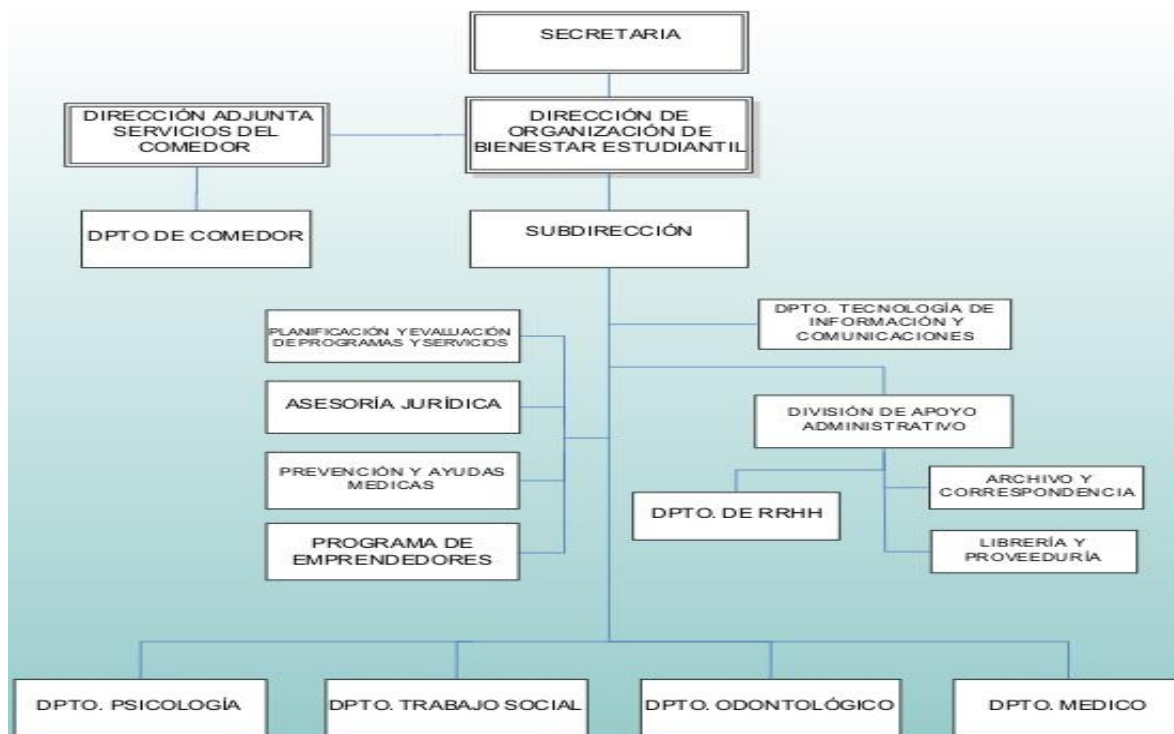 SECRETARIA
DIRECCIÓN ADJUNTA
SERVICIOS DEL
COMEDOR
DIRECCIÓN DE
ORGANIZACIÓN DE
BIENESTAR ESTUDIANTIL
DPTO DE COMEDOR
SUBDIRECCIÓN
PLANIFICACIÓN Y EVALUACIÓN
DE PROGRAMAS Y SERVICIOS
DPTO. TECNOLOGÍA DE
INFORMACIÓN Y
COMUNICACIONES
ASESORÍA JURÍDICA
DIVISIÓN DE APOYO
ADMINISTRATIVO
PREVENCIÓN Y AYUDAS
MEDICAS
ARCHIVO Y
CORRESPONDENCIA
DPTO. DE RRHH
PROGRAMA DE
EMPRENDEDORES
LIBRERÍA Y
PROVEEDURÍA
DPTO. PSICOLOGÍA
DPTO. TRABAJO SOCIAL
DPTO. ODONTOLÓGICO
DPTO. MEDICO